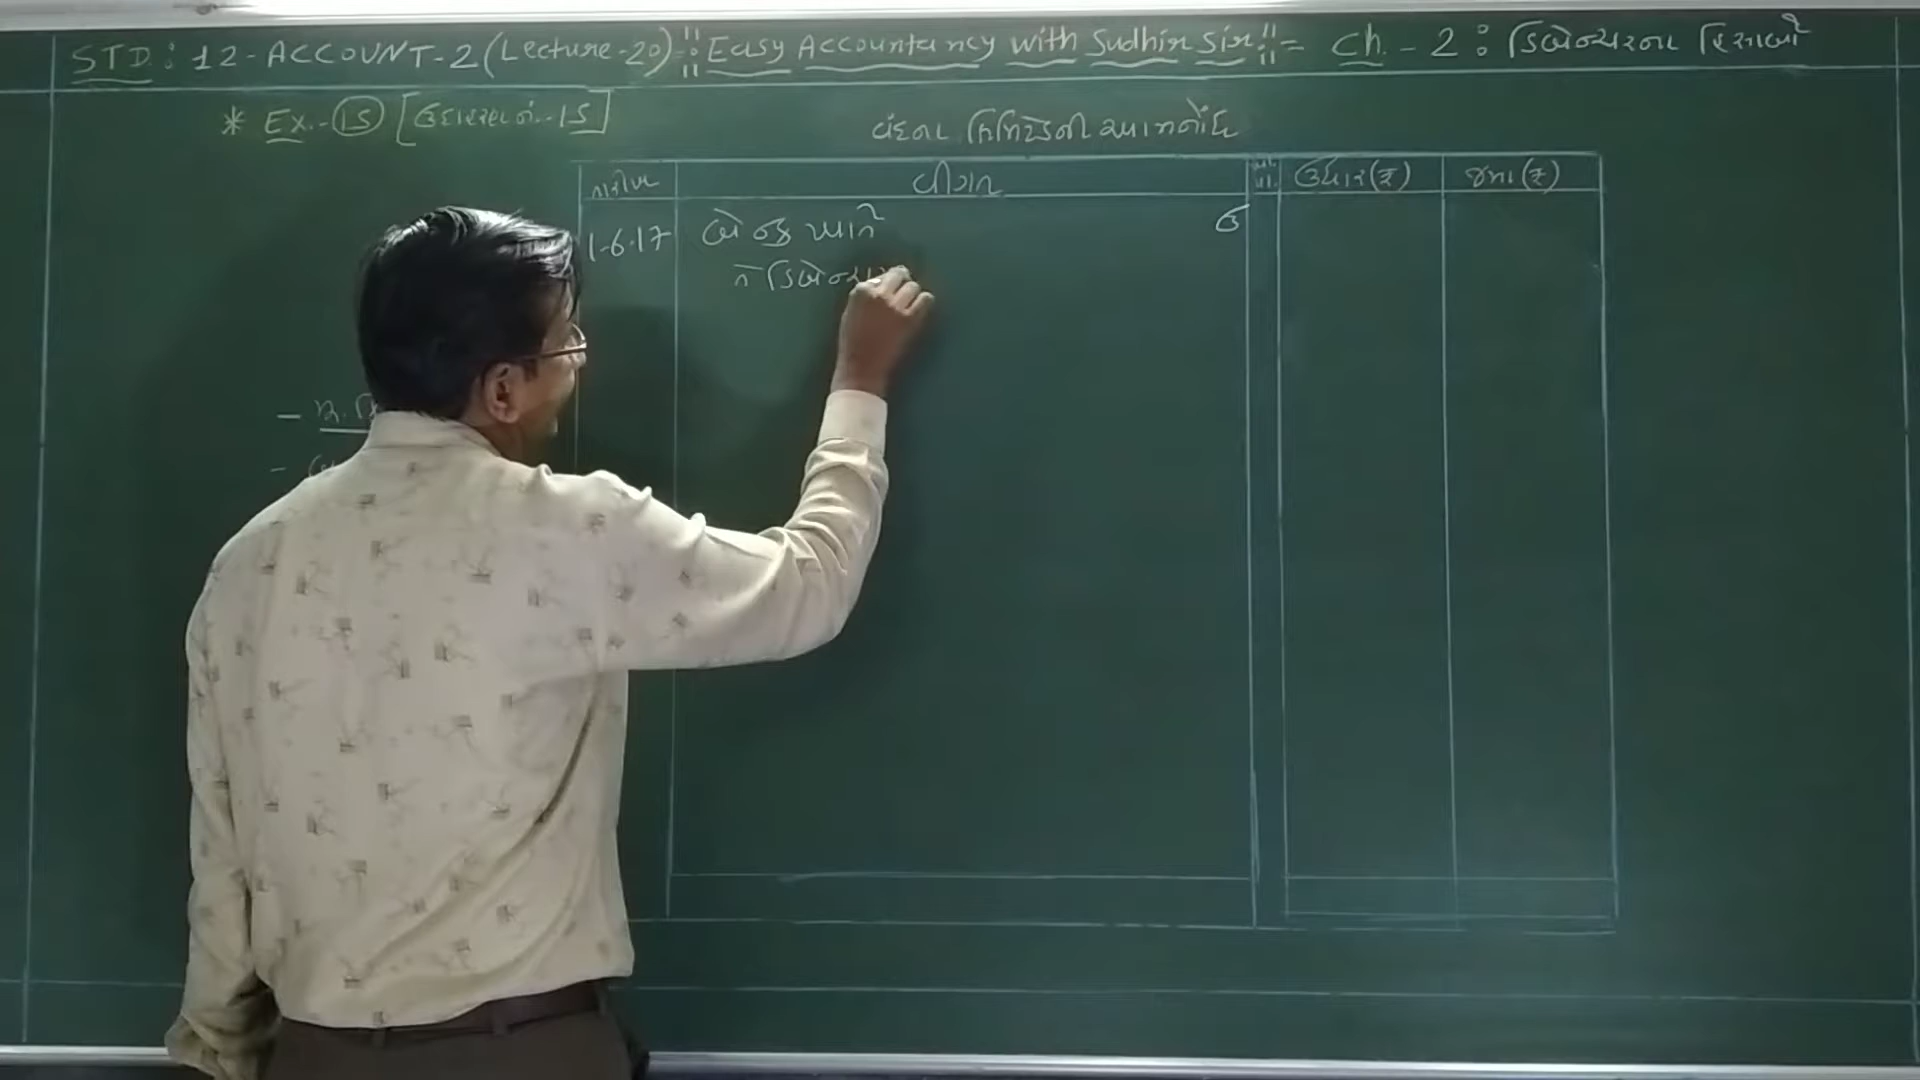 STD : 12 - ACCOUNT - 2 (Lecture-20) -: "Easy Accountancy with Sudhir Sir" :- Ch. - 2 : ડિબેન્ચરના હિસાબો
* Ex.- 15 [ઉદાહરણ નં.-15]
વંદના લિમિટેડની આમનોંધ
તારીખ વીગત ખા.પા. ઉધાર(₹) જમા(₹)
1-6-17 બેન્ક ખાતે ઉ
તે ડિબેન્ચર